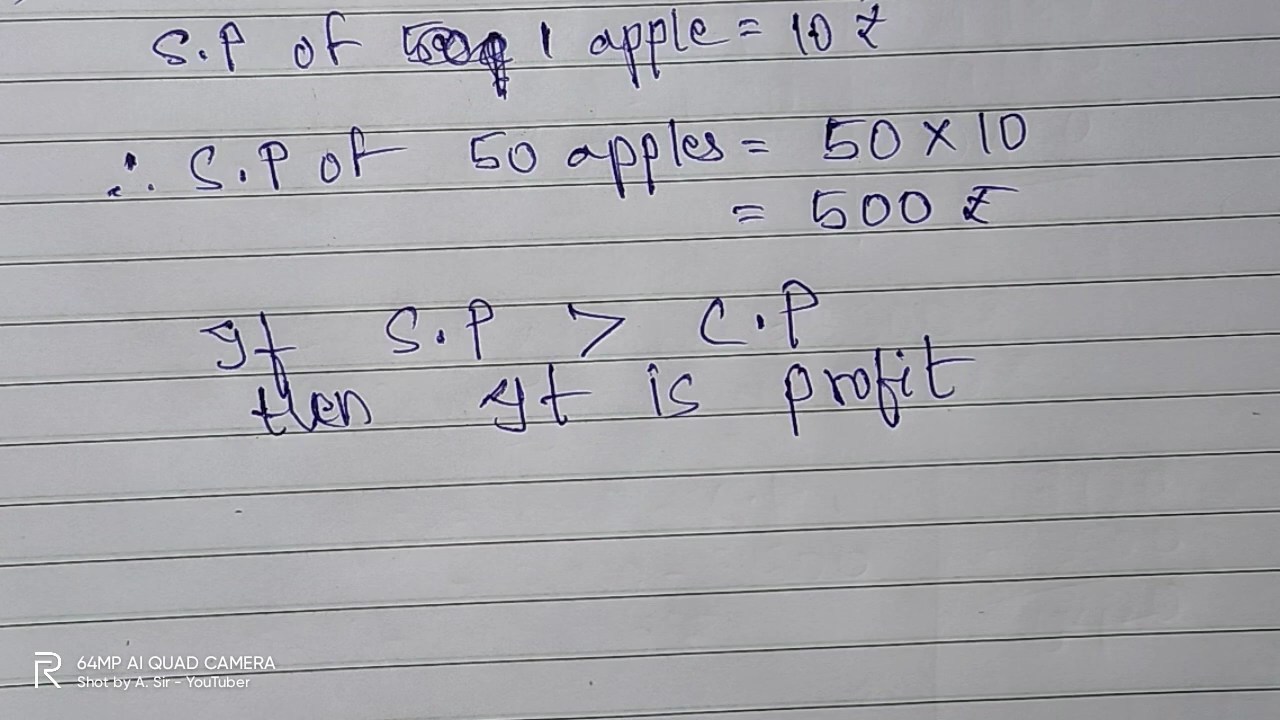 S.P of 1 apple = 10 ₹
∴ S.P of 50 apples = 50 × 10
= 500 ₹
If S.P > C.P
then It is profit
64MP AI QUAD CAMERA
Shot by A. Sir - YouTuber